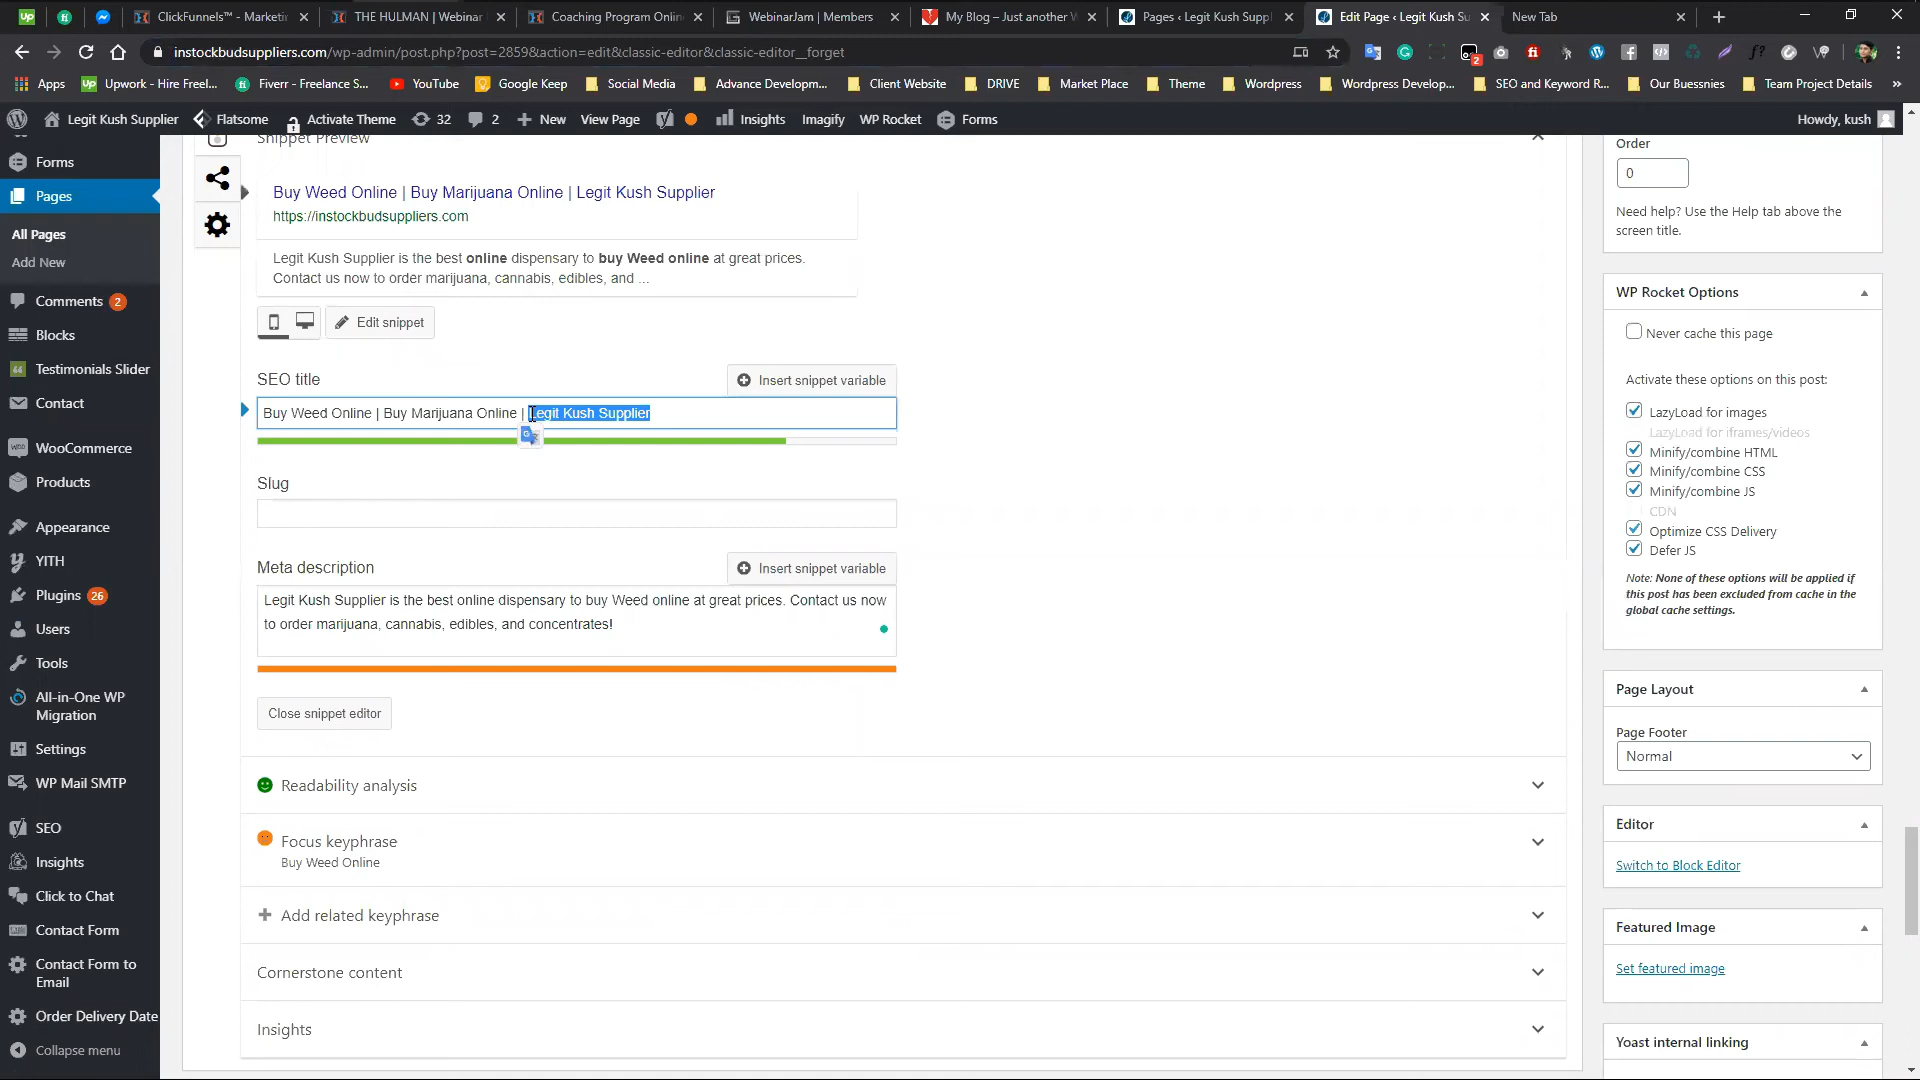 ClickFunnels™ - Marketin
THE HULMAN | Webinar
Coaching Program Online
WebinarJam | Members
My Blog – Just another W
Pages ‹ Legit Kush Suppl
Edit Page ‹ Legit Kush Su
New Tab
instockbudsuppliers.com/wp-admin/post.php?post=2859&action=edit&classic-editor&classic-editor__forget
Apps
Upwork - Hire Freel...
Fiverr - Freelance S...
YouTube
Google Keep
Social Media
Advance Developm...
Client Website
DRIVE
Market Place
Theme
Wordpress
Wordpress Develop...
SEO and Keyword R...
Our Buessnies
Team Project Details
Legit Kush Supplier
Flatsome
Activate Theme
32
2
New
View Page
Insights
Imagify
WP Rocket
Forms
Howdy, kush
Forms
Pages
All Pages
Add New
Comments 2
Blocks
Testimonials Slider
Contact
WooCommerce
Products
Appearance
YITH
Plugins 26
Users
Tools
All-in-One WP
Migration
Settings
WP Mail SMTP
SEO
Insights
Click to Chat
Contact Form
Contact Form to
Email
Order Delivery Date
Collapse menu
Snippet Preview
Buy Weed Online | Buy Marijuana Online | Legit Kush Supplier
https://instockbudsuppliers.com
Legit Kush Supplier is the best online dispensary to buy Weed online at great prices.
Contact us now to order marijuana, cannabis, edibles, and ...
Edit snippet
SEO title
Insert snippet variable
Buy Weed Online | Buy Marijuana Online | Legit Kush Supplier
Slug
Meta description
Insert snippet variable
Legit Kush Supplier is the best online dispensary to buy Weed online at great prices. Contact us now
to order marijuana, cannabis, edibles, and concentrates!
Close snippet editor
Readability analysis
Focus keyphrase
Buy Weed Online
Add related keyphrase
Cornerstone content
Insights
Order
0
Need help? Use the Help tab above the
screen title.
WP Rocket Options
Never cache this page
Activate these options on this post:
LazyLoad for images
LazyLoad for iframes/videos
Minify/combine HTML
Minify/combine CSS
Minify/combine JS
CDN
Optimize CSS Delivery
Defer JS
Note: None of these options will be applied if
this post has been excluded from cache in the
global cache settings.
Page Layout
Page Footer
Normal
Editor
Switch to Block Editor
Featured Image
Set featured image
Yoast internal linking